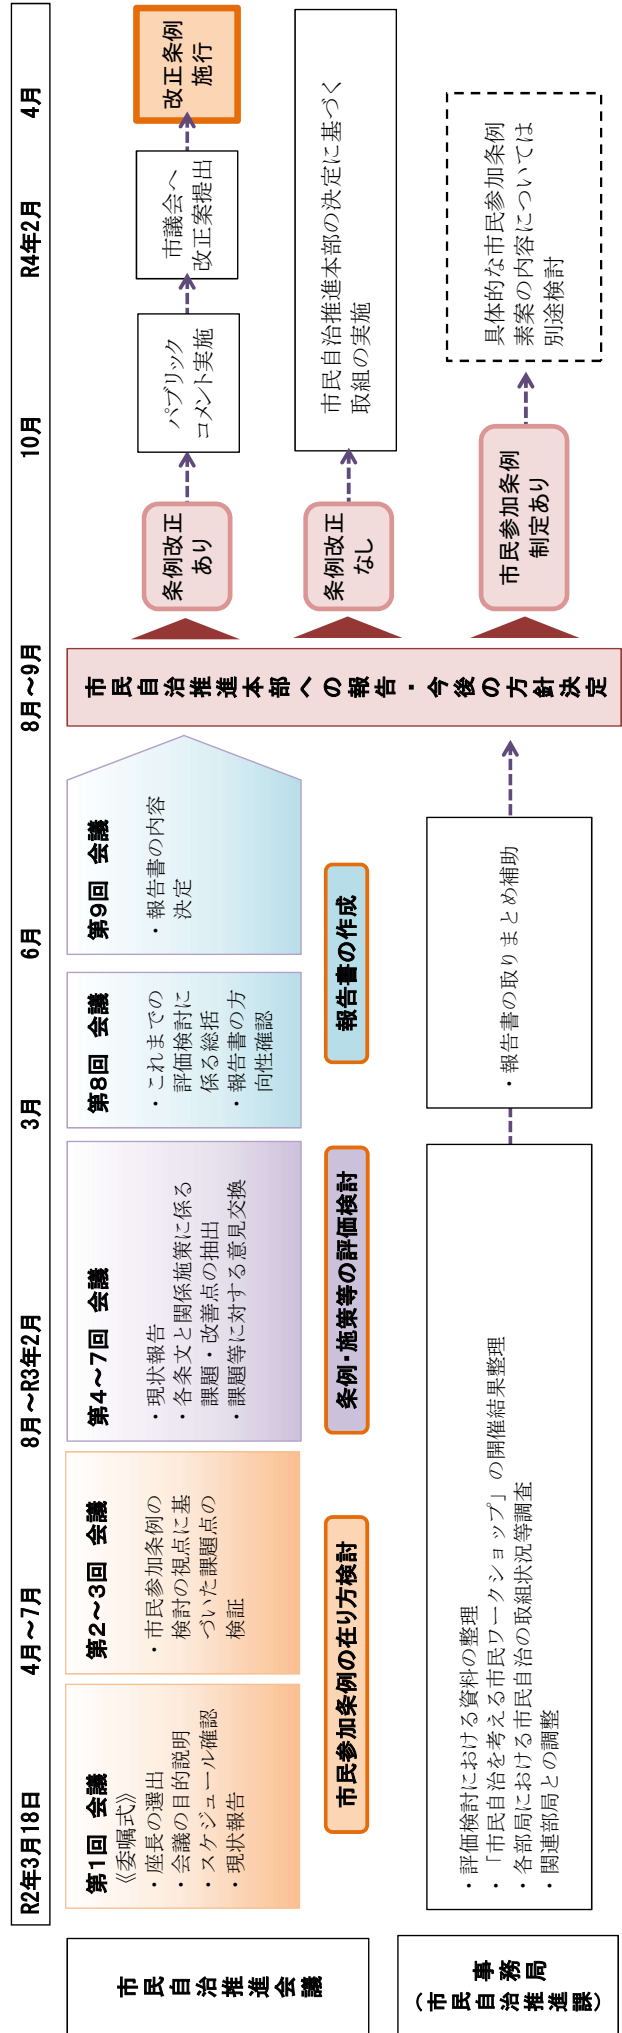 R2年3月18日
4月～7月
8月～R3年2月
3月
6月
8月～9月
10月
R4年2月
4月
市民自治推進会議
第1回 会議
《委嘱式》
・座長の選出
・会議の目的説明
・スケジュール確認
・現状報告
第2～3回 会議
・市民参加条例の
検討の視点に基
づいた課題点の
検証
市民参加条例の在り方検討
第4～7回 会議
・現状報告
・各条文と関係施策に係る
課題・改善点の抽出
・課題等に対する意見交換
条例・施策等の評価検討
第8回 会議
・これまでの
評価検討に
係る総括
・報告書の方
向性確認
第9回 会議
・報告書の内容
決定
報告書の作成
市民自治推進本部への報告・今後の方針決定
条例改正
あり
パブリック
コメント実施
市議会へ
改正案提出
改正条例
施行
条例改正
なし
市民自治推進本部の決定に基づく
取組の実施
市民参加条例
制定あり
具体的な市民参加条例
素案の内容については
別途検討
事務局
（市民自治推進課）
・評価検討における資料の整理
・「市民自治を考える市民ワークショップ」の開催結果整理
・各部局における市民自治の取組状況等調査
・関連部局との調整
・報告書の取りまとめ補助